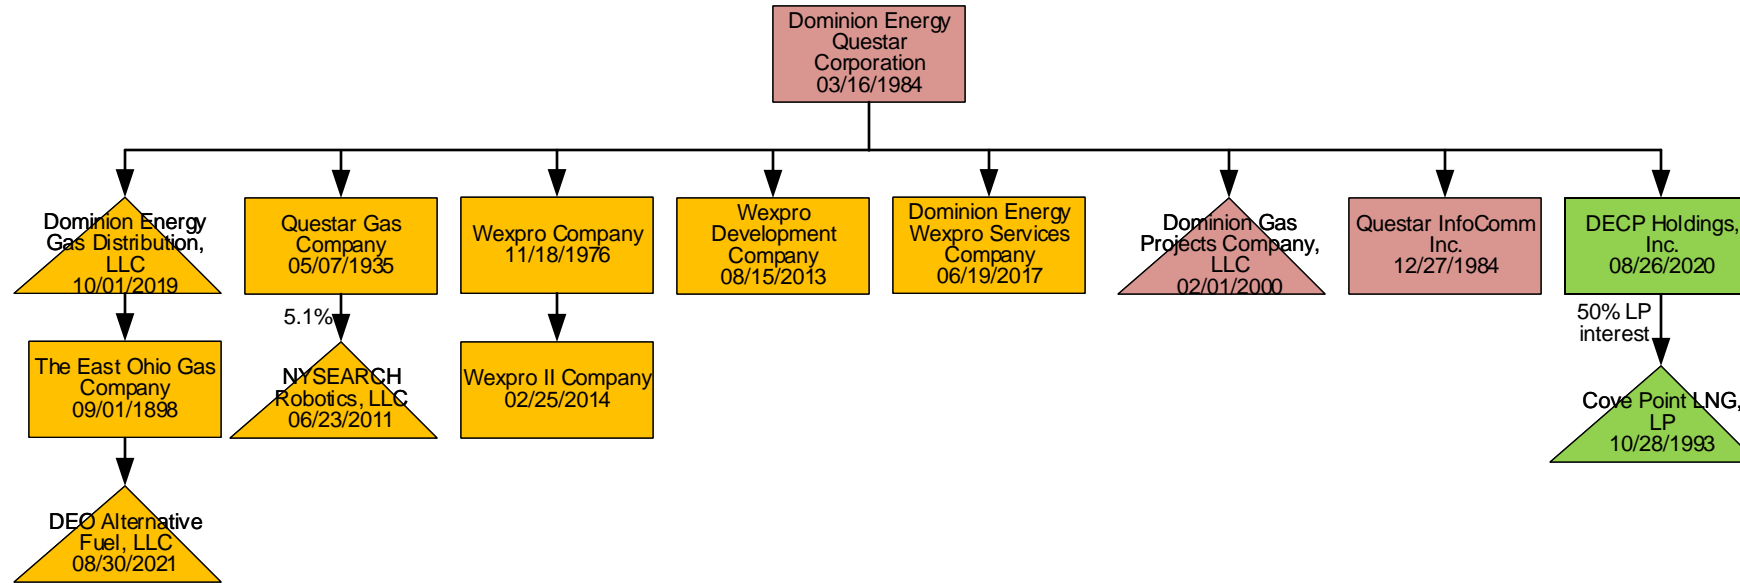 Dominion Energy
Questar
Corporation
03/16/1984
Dominion Energy
Gas Distribution,
LLC
10/01/2019
Questar Gas
Company
05/07/1935
Wexpro Company
11/18/1976
Wexpro
Development
Company
08/15/2013
Dominion Energy
Wexpro Services
Company
06/19/2017
Dominion Gas
Projects Company,
LLC
02/01/2000
Questar InfoComm
Inc.
12/27/1984
DECP Holdings,
Inc.
08/26/2020
5.1%
50% LP
interest
The East Ohio Gas
Company
09/01/1898
NYSEARCH
Robotics, LLC
06/23/2011
Wexpro II Company
02/25/2014
Cove Point LNG,
LP
10/28/1993
DEO Alternative
Fuel, LLC
08/30/2021